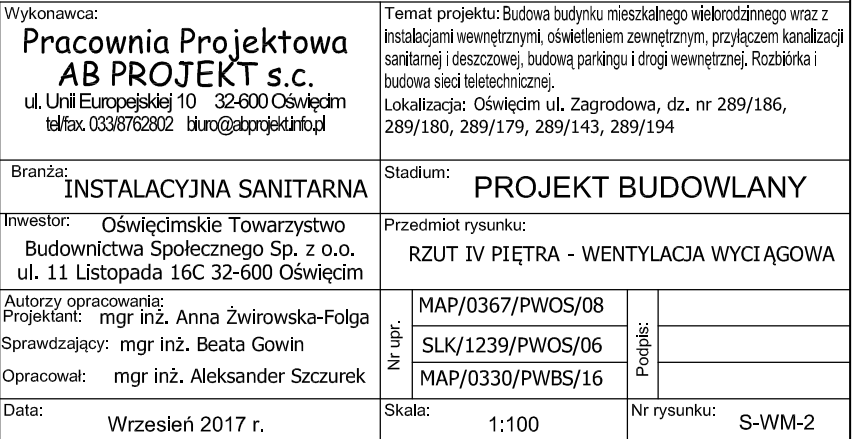 Wykonawca:
Pracownia Projektowa
AB PROJEKT s.c.
ul. Unii Europejskiej 10 32-600 Oświęcim
tel/fax. 033/8762802 biuro@abprojekt.info.pl
Temat projektu: Budowa budynku mieszkalnego wielorodzinnego wraz z
instalacjami wewnętrznymi, oświetleniem zewnętrznym, przyłączem kanalizacji
sanitarnej i deszczowej, budową parkingu i drogi wewnętrznej. Rozbiórka i
budowa sieci teletechnicznej.
Lokalizacja: Oświęcim ul. Zagrodowa, dz. nr 289/186,
289/180, 289/179, 289/143, 289/194
Branża:
INSTALACYJNA SANITARNA
Stadium:
PROJEKT BUDOWLANY
Inwestor: Oświęcimskie Towarzystwo
Budownictwa Społecznego Sp. z o.o.
ul. 11 Listopada 16C 32-600 Oświęcim
Przedmiot rysunku:
RZUT IV PIĘTRA - WENTYLACJA WYCIĄGOWA
Autorzy opracowania:
Projektant: mgr inż. Anna Żwirowska-Folga
Sprawdzający: mgr inż. Beata Gowin
Opracował: mgr inż. Aleksander Szczurek
Nr upr.
MAP/0367/PWOS/08
SLK/1239/PWOS/06
MAP/0330/PWBS/16
Podpis:
Data:
Wrzesień 2017 r.
Skala:
1:100
Nr rysunku:
S-WM-2